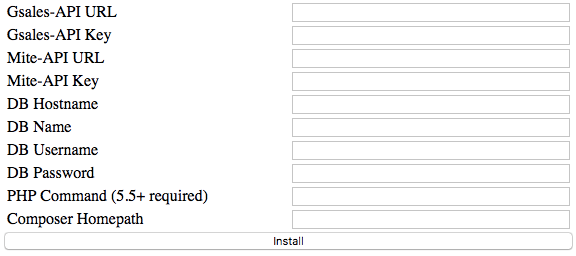 Gsales-API URL
Gsales-API Key
Mite-API URL
Mite-API Key
DB Hostname
DB Name
DB Username
DB Password
PHP Command (5.5+ required)
Composer Homepath
Install